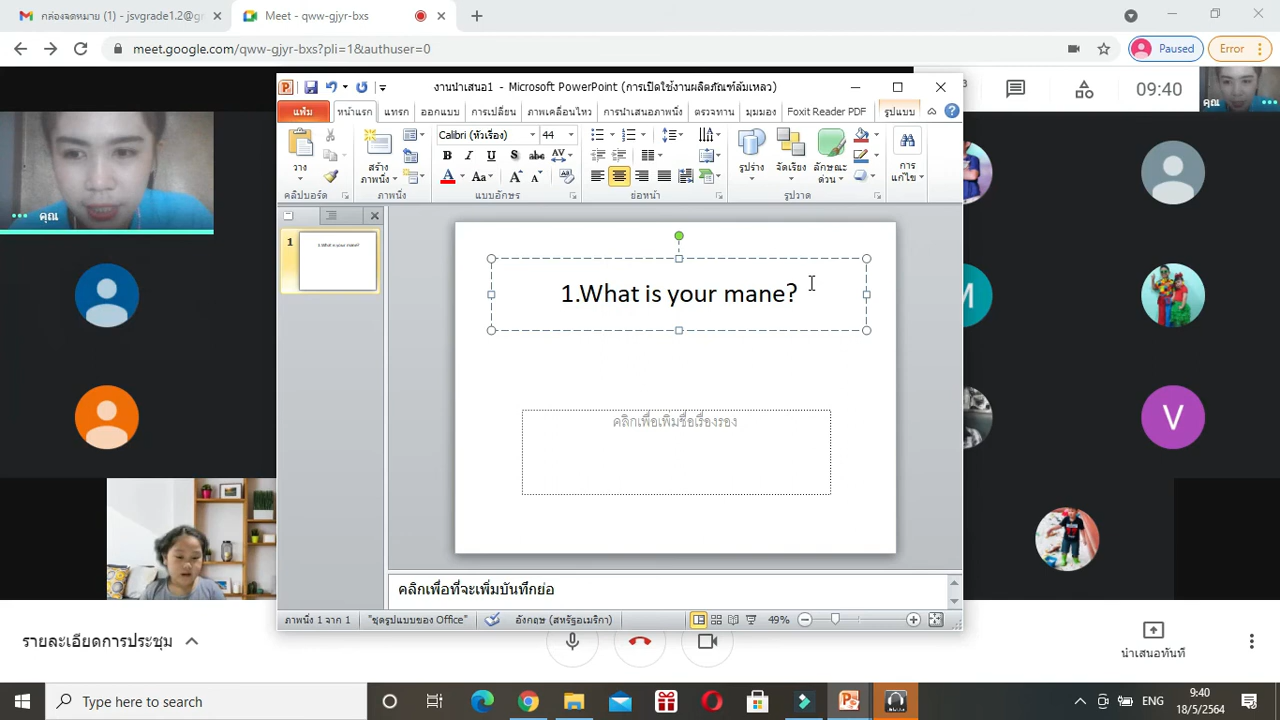 กล่องจดหมาย (1) - jsvgrade1.2@gr
Meet - qww-gjyr-bxs
meet.google.com/qww-gjyr-bxs?pli=1&authuser=0
Paused
Error
งานนำเสนอ1 - Microsoft PowerPoint (การเปิดใช้งานผลิตภัณฑ์ล้มเหลว)
แฟ้ม หน้าแรก แทรก ออกแบบ การเปลี่ยน ภาพเคลื่อนไหว การนำเสนอภาพนิ่ง ตรวจทาน มุมมอง Foxit Reader PDF รูปแบบ
09:40
คุณ
Calibri (หัวเรื่อง) 44
วาง
สร้าง
ภาพนิ่ง
รูปร่าง
จัดเรียง
ลักษณะ
ด่วน
การ
แก้ไข
คลิปบอร์ด
ภาพนิ่ง
แบบอักษร
ย่อหน้า
รูปวาด
คุณ
1
1.What is your mane?
1.What is your mane?
คลิกเพื่อเพิ่มชื่อเรื่องรอง
M
V
คลิกเพื่อที่จะเพิ่มบันทึกย่อ
ภาพนิ่ง 1 จาก 1
"ชุดรูปแบบของ Office"
อังกฤษ (สหรัฐอเมริกา)
49%
รายละเอียดการประชุม
นำเสนอทันที
Type here to search
ENG
9:40
18/5/2564